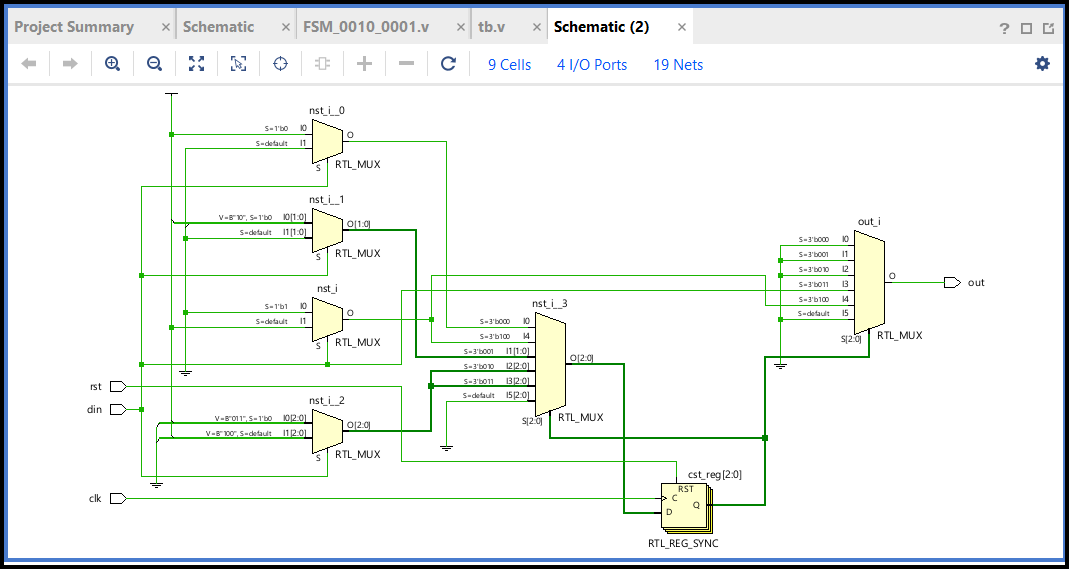 Project Summary × Schematic × FSM_0010_0001.v × tb.v × Schematic (2) ×
?
9 Cells 4 I/O Ports 19 Nets
nst_i__0
S=1'b0 I0
S=default I1
O
S
RTL_MUX
nst_i__1
V=B"10", S=1'b0 I0[1:0]
S=default I1[1:0]
O[1:0]
S
RTL_MUX
nst_i
S=1'b1 I0
S=default I1
O
S
RTL_MUX
nst_i__2
V=B"011", S=1'b0 I0[2:0]
V=B"100", S=default I1[2:0]
O[2:0]
S
RTL_MUX
rst
din
clk
nst_i__3
S=3'b000 I0
S=3'b100 I4
S=3'b001 I1[1:0]
S=3'b010 I2[2:0]
S=3'b011 I3[2:0]
S=default I5[2:0]
O[2:0]
S[2:0]
RTL_MUX
cst_reg[2:0]
RST
C
D
Q
RTL_REG_SYNC
out_i
S=3'b000 I0
S=3'b001 I1
S=3'b010 I2
S=3'b011 I3
S=3'b100 I4
S=default I5
O
S[2:0]
RTL_MUX
out